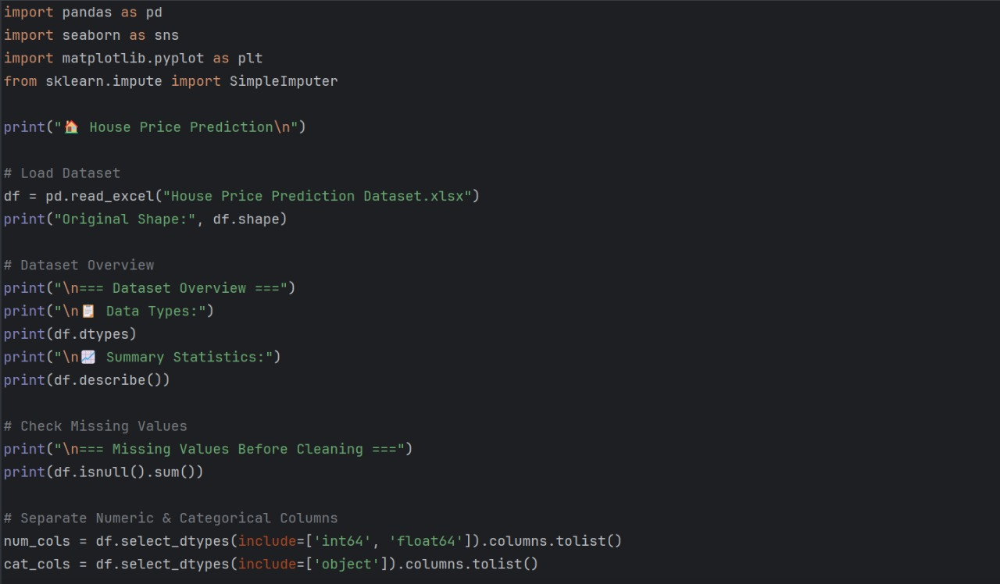 import pandas as pd
import seaborn as sns
import matplotlib.pyplot as plt
from sklearn.impute import SimpleImputer
print("🏠 House Price Prediction\n")
# Load Dataset
df = pd.read_excel("House Price Prediction Dataset.xlsx")
print("Original Shape:", df.shape)
# Dataset Overview
print("\n=== Dataset Overview ===")
print("\n📋 Data Types:")
print(df.dtypes)
print("\n📈 Summary Statistics:")
print(df.describe())
# Check Missing Values
print("\n=== Missing Values Before Cleaning ===")
print(df.isnull().sum())
# Separate Numeric & Categorical Columns
num_cols = df.select_dtypes(include=['int64', 'float64']).columns.tolist()
cat_cols = df.select_dtypes(include=['object']).columns.tolist()